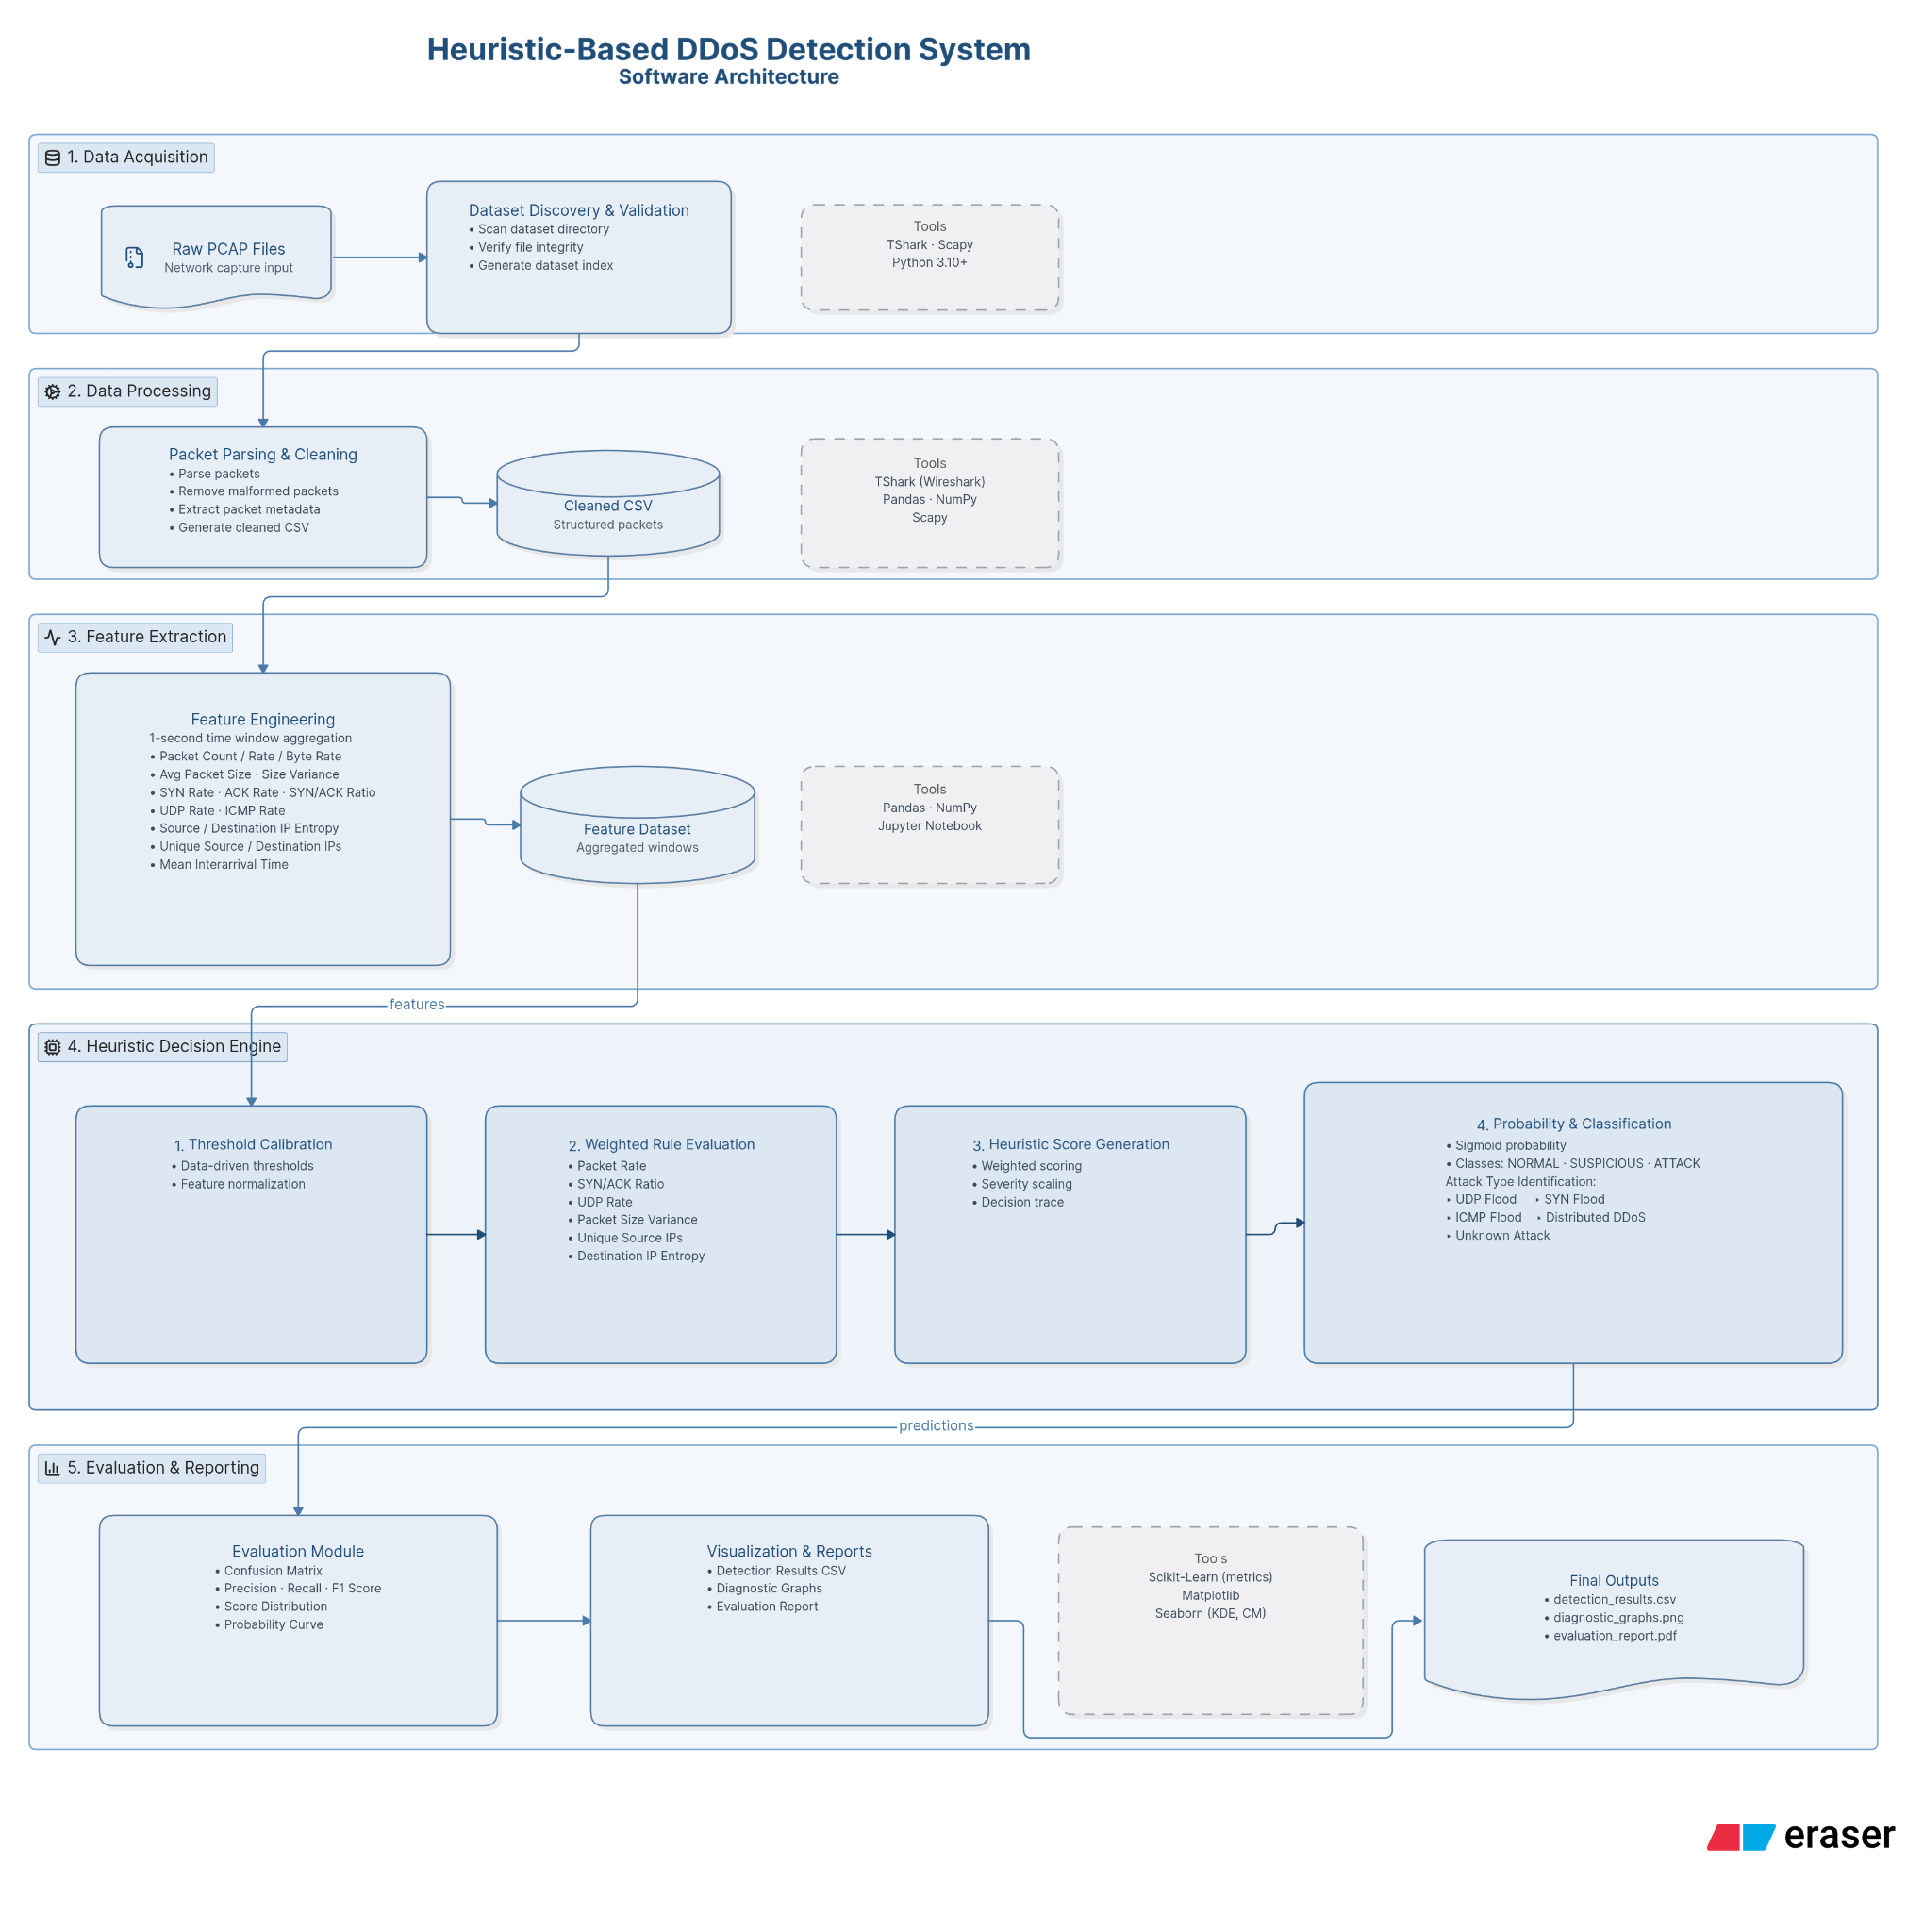 Heuristic-Based DDoS Detection System
Software Architecture
1. Data Acquisition
Raw PCAP Files
Network capture input
Dataset Discovery & Validation
• Scan dataset directory
• Verify file integrity
• Generate dataset index
Tools
TShark · Scapy
Python 3.10+
2. Data Processing
Packet Parsing & Cleaning
• Parse packets
• Remove malformed packets
• Extract packet metadata
• Generate cleaned CSV
Cleaned CSV
Structured packets
Tools
TShark (Wireshark)
Pandas · NumPy
Scapy
3. Feature Extraction
Feature Engineering
1-second time window aggregation
• Packet Count / Rate / Byte Rate
• Avg Packet Size · Size Variance
• SYN Rate · ACK Rate · SYN/ACK Ratio
• UDP Rate · ICMP Rate
• Source / Destination IP Entropy
• Unique Source / Destination IPs
• Mean Interarrival Time
Feature Dataset
Aggregated windows
Tools
Pandas · NumPy
Jupyter Notebook
features
4. Heuristic Decision Engine
1. Threshold Calibration
• Data-driven thresholds
• Feature normalization
2. Weighted Rule Evaluation
• Packet Rate
• SYN/ACK Ratio
• UDP Rate
• Packet Size Variance
• Unique Source IPs
• Destination IP Entropy
3. Heuristic Score Generation
• Weighted scoring
• Severity scaling
• Decision trace
4. Probability & Classification
• Sigmoid probability
• Classes: NORMAL · SUSPICIOUS · ATTACK
Attack Type Identification:
‣ UDP Flood ‣ SYN Flood
‣ ICMP Flood ‣ Distributed DDoS
‣ Unknown Attack
predictions
5. Evaluation & Reporting
Evaluation Module
• Confusion Matrix
• Precision · Recall · F1 Score
• Score Distribution
• Probability Curve
Visualization & Reports
• Detection Results CSV
• Diagnostic Graphs
• Evaluation Report
Tools
Scikit-Learn (metrics)
Matplotlib
Seaborn (KDE, CM)
Final Outputs
• detection_results.csv
• diagnostic_graphs.png
• evaluation_report.pdf
eraser